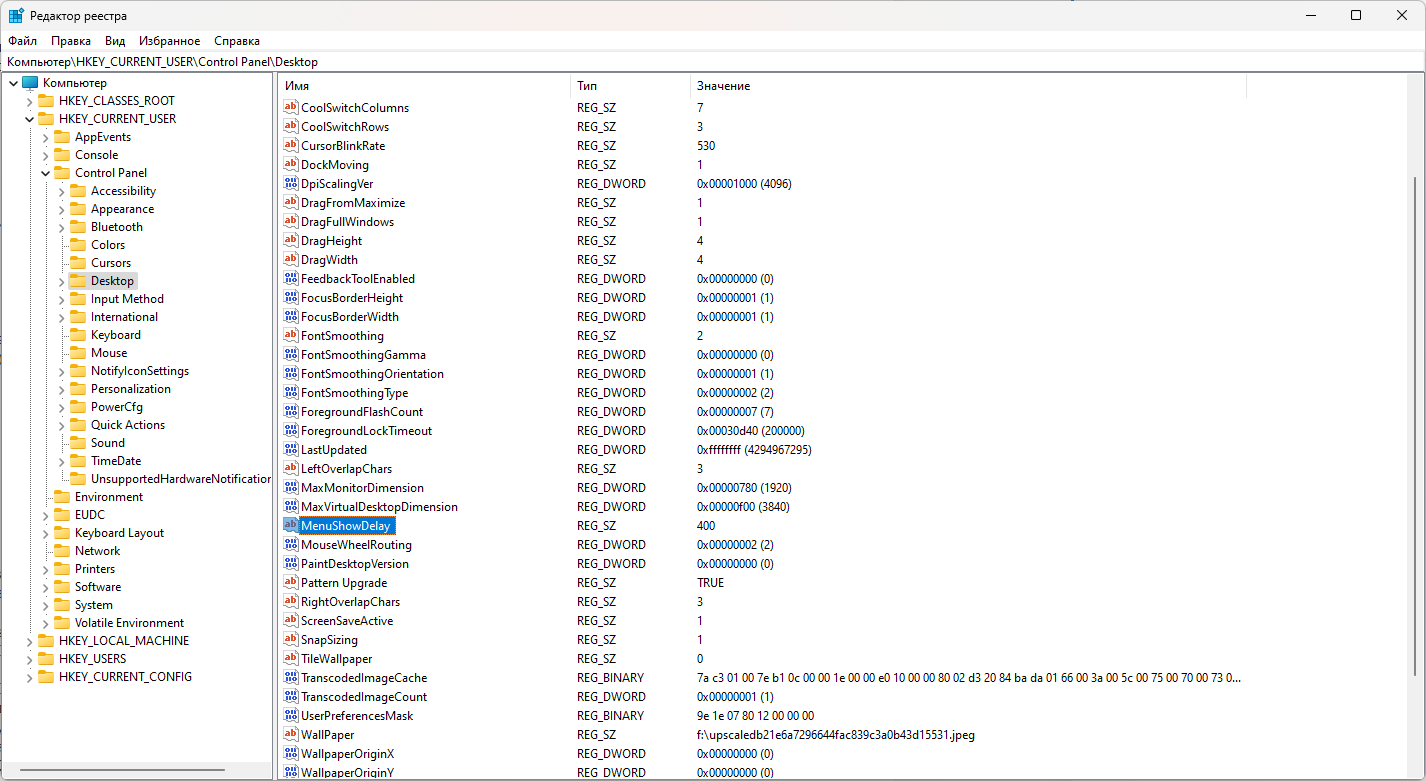 Редактор реестра
Файл Правка Вид Избранное Справка
Компьютер\HKEY_CURRENT_USER\Control Panel\Desktop
Компьютер
HKEY_CLASSES_ROOT
HKEY_CURRENT_USER
AppEvents
Console
Control Panel
Accessibility
Appearance
Bluetooth
Colors
Cursors
Desktop
Input Method
International
Keyboard
Mouse
NotifyIconSettings
Personalization
PowerCfg
Quick Actions
Sound
TimeDate
UnsupportedHardwareNotification
Environment
EUDC
Keyboard Layout
Network
Printers
Software
System
Volatile Environment
HKEY_LOCAL_MACHINE
HKEY_USERS
HKEY_CURRENT_CONFIG
Имя Тип Значение
CoolSwitchColumns REG_SZ 7
CoolSwitchRows REG_SZ 3
CursorBlinkRate REG_SZ 530
DockMoving REG_SZ 1
DpiScalingVer REG_DWORD 0x00001000 (4096)
DragFromMaximize REG_SZ 1
DragFullWindows REG_SZ 1
DragHeight REG_SZ 4
DragWidth REG_SZ 4
FeedbackToolEnabled REG_DWORD 0x00000000 (0)
FocusBorderHeight REG_DWORD 0x00000001 (1)
FocusBorderWidth REG_DWORD 0x00000001 (1)
FontSmoothing REG_SZ 2
FontSmoothingGamma REG_DWORD 0x00000000 (0)
FontSmoothingOrientation REG_DWORD 0x00000001 (1)
FontSmoothingType REG_DWORD 0x00000002 (2)
ForegroundFlashCount REG_DWORD 0x00000007 (7)
ForegroundLockTimeout REG_DWORD 0x00030d40 (200000)
LastUpdated REG_DWORD 0xffffffff (4294967295)
LeftOverlapChars REG_SZ 3
MaxMonitorDimension REG_DWORD 0x00000780 (1920)
MaxVirtualDesktopDimension REG_DWORD 0x00000f00 (3840)
MenuShowDelay REG_SZ 400
MouseWheelRouting REG_DWORD 0x00000002 (2)
PaintDesktopVersion REG_DWORD 0x00000000 (0)
Pattern Upgrade REG_SZ TRUE
RightOverlapChars REG_SZ 3
ScreenSaveActive REG_SZ 1
SnapSizing REG_SZ 1
TileWallpaper REG_SZ 0
TranscodedImageCache REG_BINARY 7a c3 01 00 7e b1 0c 00 00 1e 00 00 e0 10 00 00 80 02 d3 20 84 ba da 01 66 00 3a 00 5c 00 75 00 70 00 73 0...
TranscodedImageCount REG_DWORD 0x00000001 (1)
UserPreferencesMask REG_BINARY 9e 1e 07 80 12 00 00 00
WallPaper REG_SZ f:\upscaledb21e6a7296644fac839c3a0b43d15531.jpeg
WallpaperOriginX REG_DWORD 0x00000000 (0)
WallpaperOriginY REG_DWORD 0x00000000 (0)